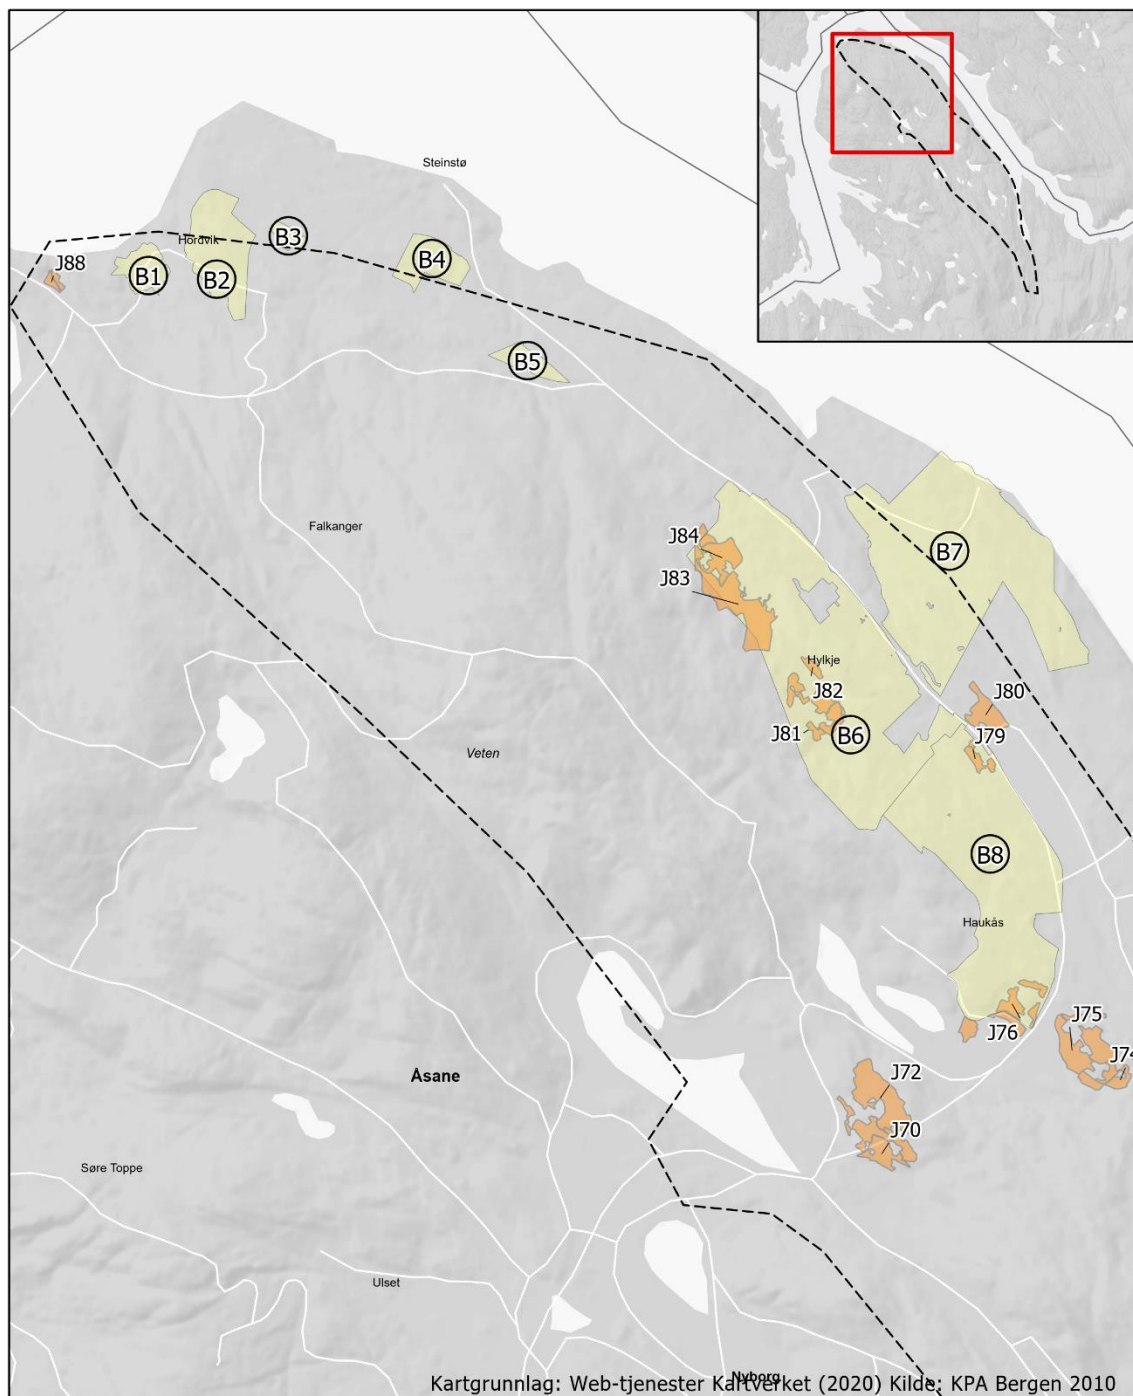 Steinstø
Hordvik
B3
B4
J88
B1
B2
B5
Falkanger
J84
B7
J83
Hylkje
J82
J80
J81
B6
J79
Veten
B8
Haukås
J75
J76
J74
Åsane
J72
J70
Søre Toppe
Ulset
Nyborg
Kartgrunnlag: Web-tjenester Kartverket (2020) Kilde: KPA Bergen 2010